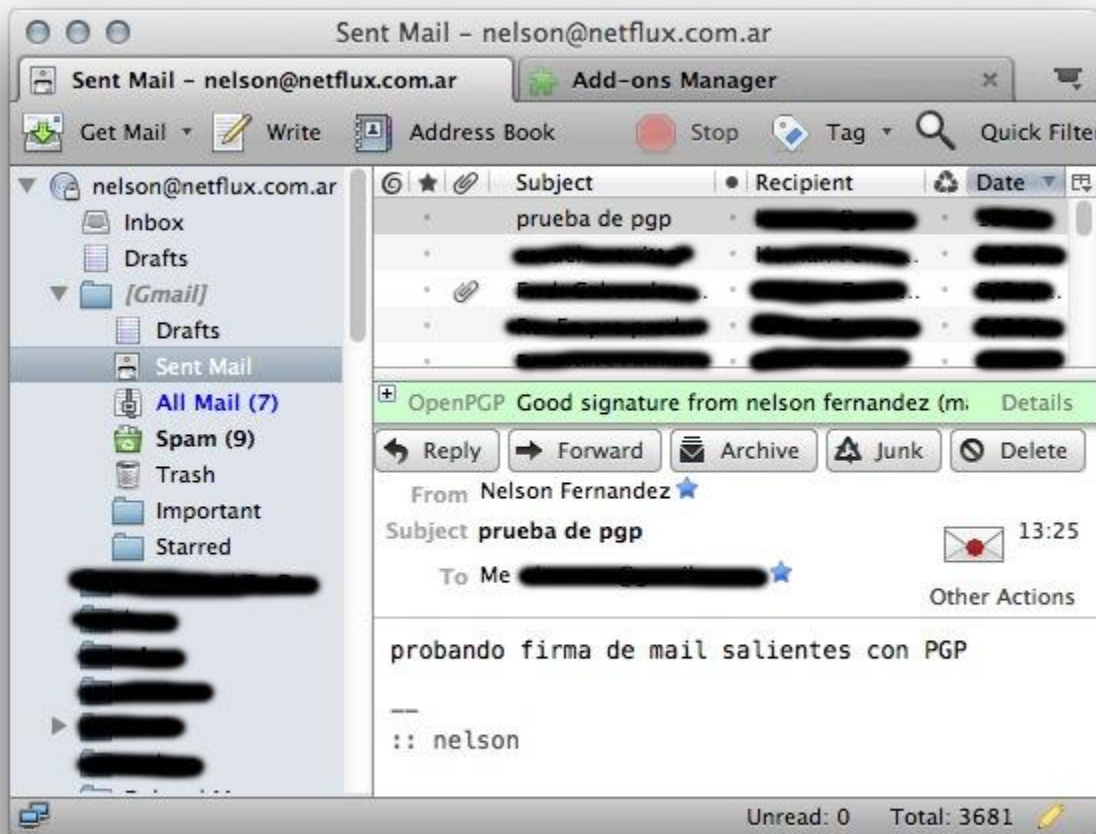 Sent Mail – nelson@netflux.com.ar
Sent Mail – nelson@netflux.com.ar
Add-ons Manager
Get Mail Write Address Book Stop Tag Quick Filter
nelson@netflux.com.ar
Inbox
Drafts
[Gmail]
Drafts
Sent Mail
All Mail (7)
Spam (9)
Trash
Important
Starred
Subject Recipient Date
prueba de pgp
OpenPGP Good signature from nelson fernandez (ma Details
Reply Forward Archive Junk Delete
From Nelson Fernandez
Subject prueba de pgp 13:25
To Me
Other Actions
probando firma de mail salientes con PGP
--
:: nelson
Unread: 0 Total: 3681